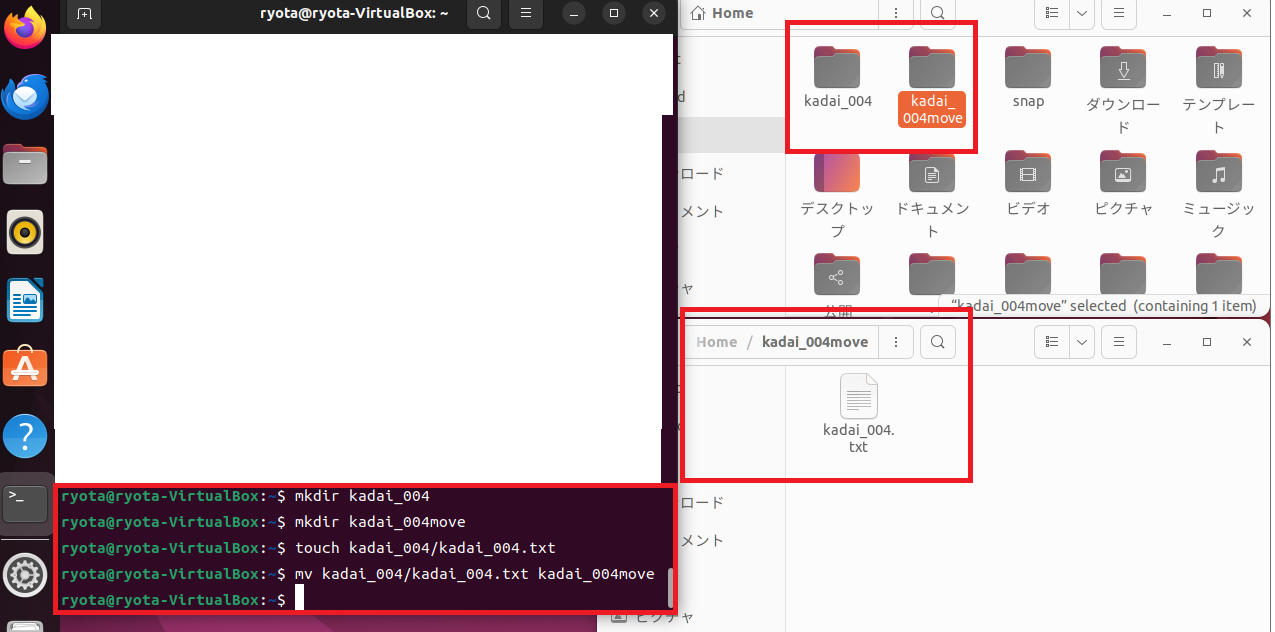 ryota@ryota-VirtualBox: ~
ryota@ryota-VirtualBox:~$ mkdir kadai_004
ryota@ryota-VirtualBox:~$ mkdir kadai_004move
ryota@ryota-VirtualBox:~$ touch kadai_004/kadai_004.txt
ryota@ryota-VirtualBox:~$ mv kadai_004/kadai_004.txt kadai_004move
ryota@ryota-VirtualBox:~$
Home
ロード
メント
ャ
kadai_004
kadai_
004move
snap
ダウンロー
ド
テンプレー
ト
デスクトッ
プ
ドキュメン
ト
ビデオ
ピクチャ
ミュージッ
ク
公開
“kadai_004move” selected (containing 1 item)
Home / kadai_004move
ロード
メント
ピクチャ
kadai_004.
txt